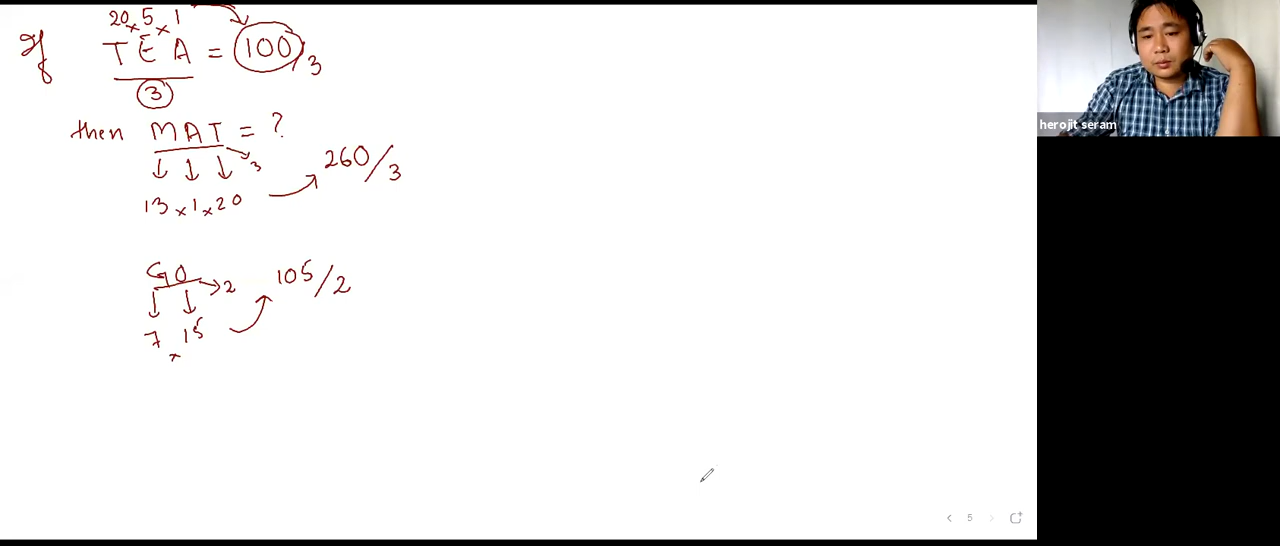 20 x 5 x 1
If TEA = 100/3
3
then MAT = ?
3
260/3
13 x 1 x 20
GO
2
105/2
7 x 15
herojit seram
5